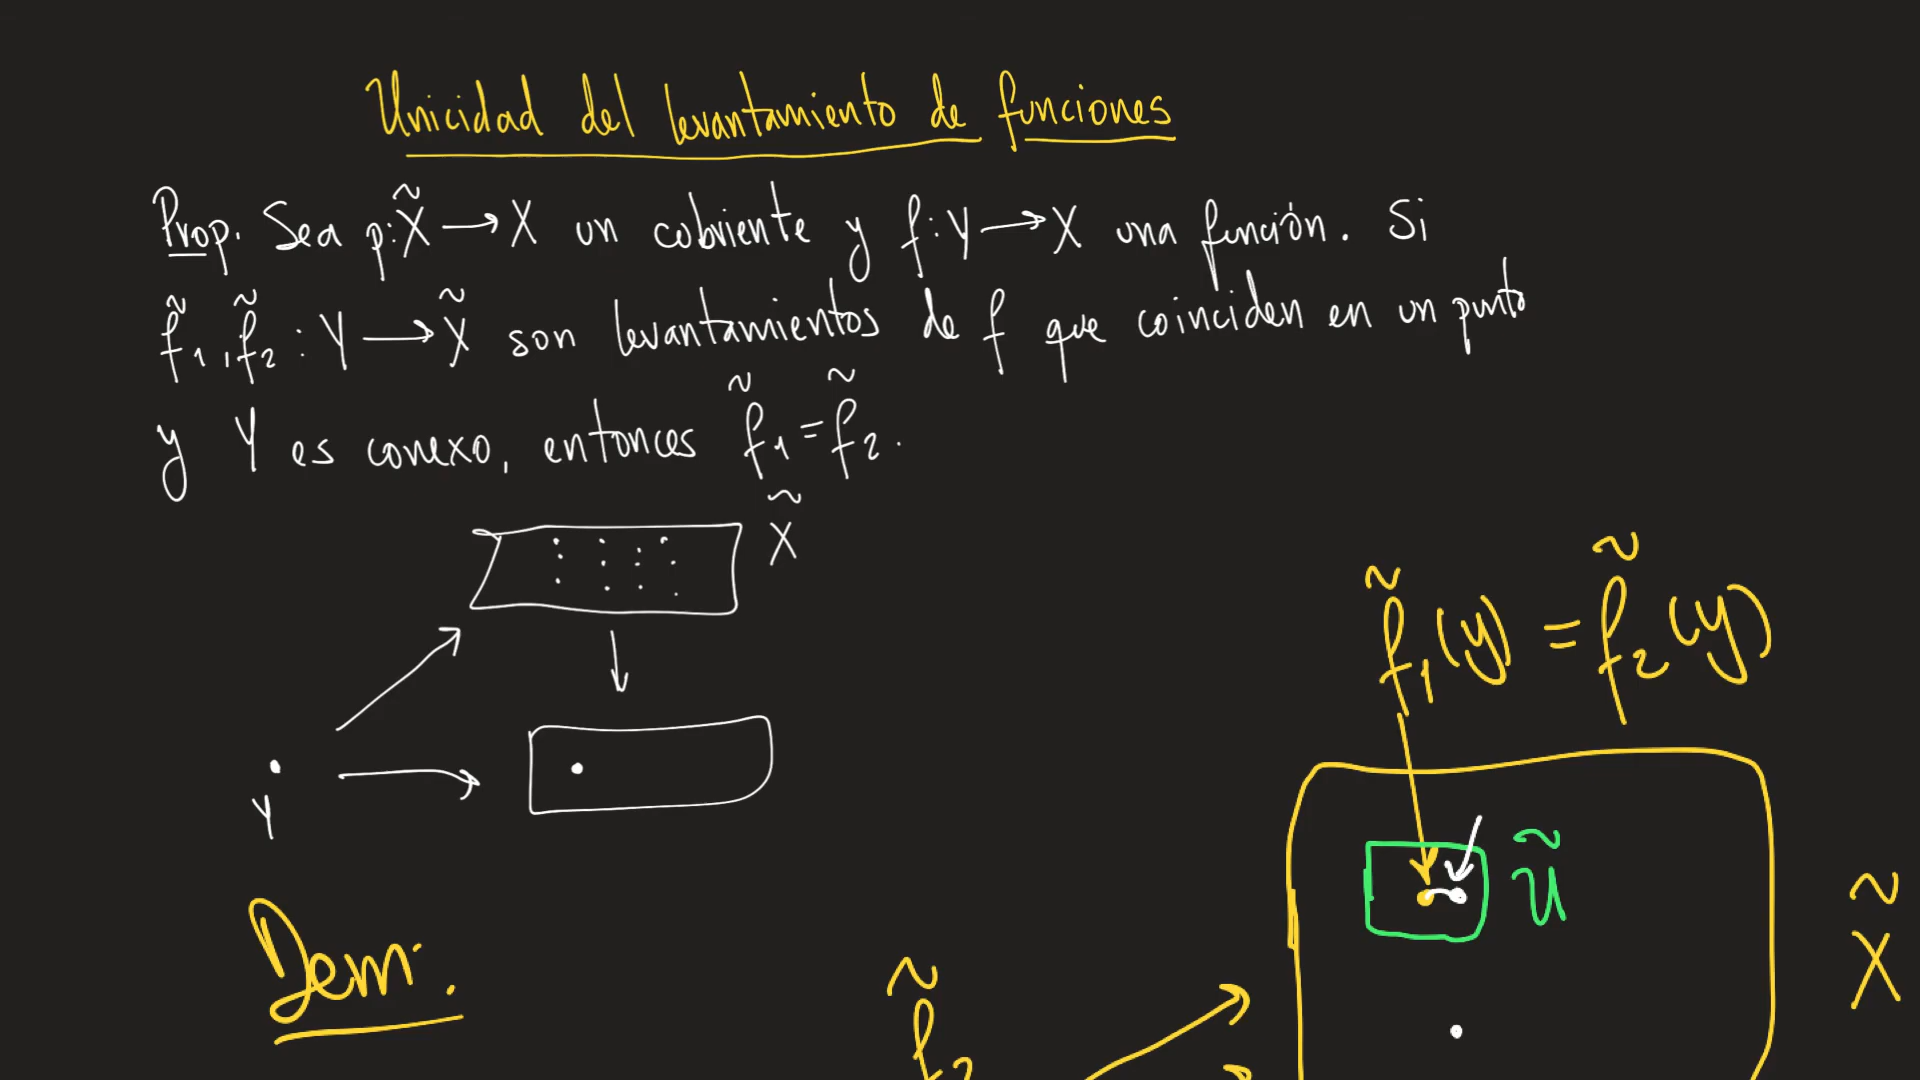 Unicidad del levantamiento de funciones
Prop. Sea p: X̃ → X un cubriente y f: Y → X una función. Si
f̃₁, f̃₂ : Y → X̃ son levantamientos de f que coinciden en un punto
y Y es conexo, entonces f̃₁ = f̃₂.
X̃
f̃₁(y) = f̃₂(y)
Y
Ũ
X̃
Dem.
f̃₂